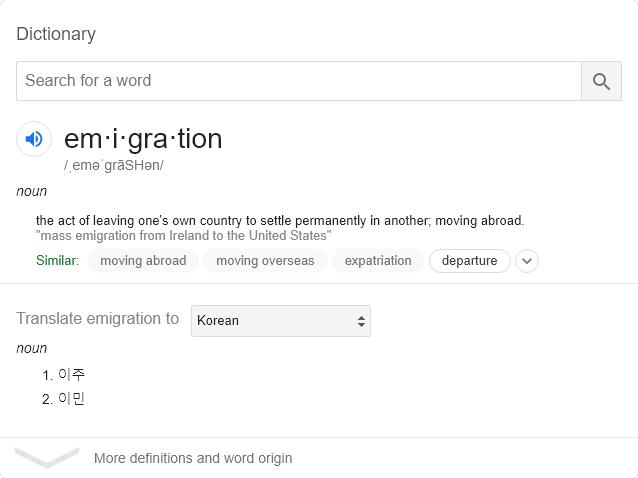 Dictionary
Search for a word
em·i·gra·tion
/ˌeməˈgrāSHən/
noun
the act of leaving one's own country to settle permanently in another; moving abroad.
"mass emigration from Ireland to the United States"
Similar: moving abroad moving overseas expatriation departure
Translate emigration to Korean
noun
1. 이주
2. 이민
More definitions and word origin